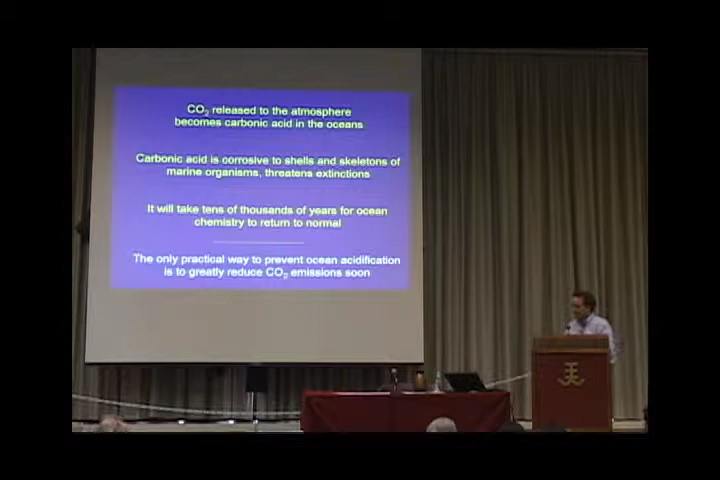 CO₂ released to the atmosphere
becomes carbonic acid in the oceans
Carbonic acid is corrosive to shells and skeletons of
marine organisms, threatens extinctions
It will take tens of thousands of years for ocean
chemistry to return to normal
The only practical way to prevent ocean acidification
is to greatly reduce CO₂ emissions soon